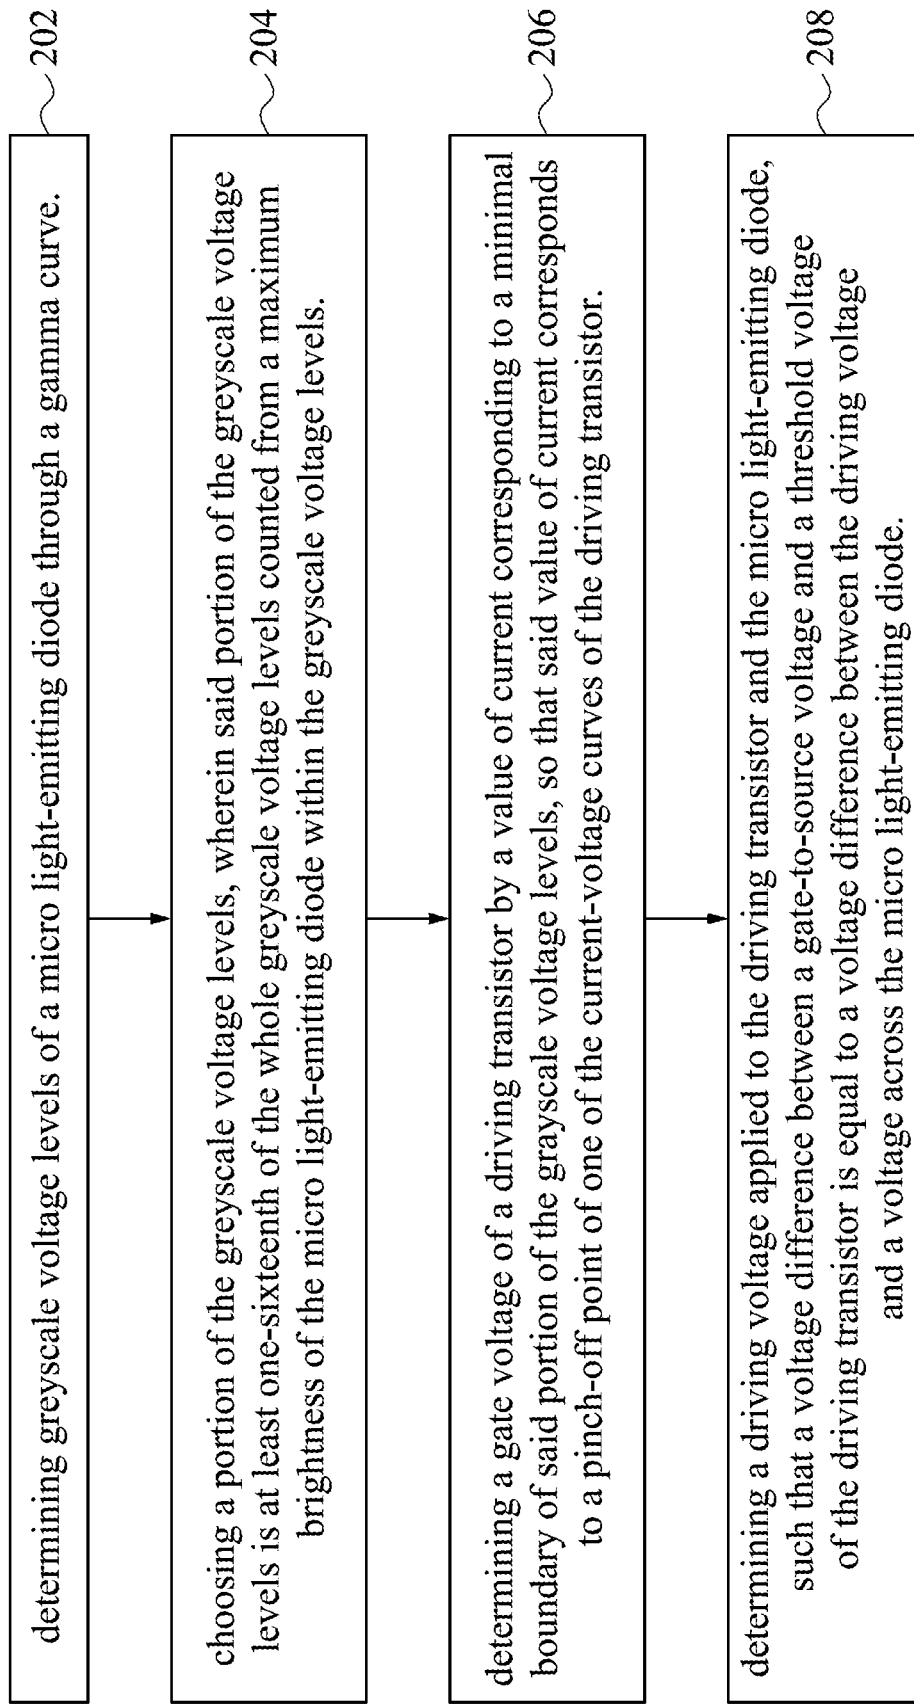 determining greyscale voltage levels of a micro light-emitting diode through a gamma curve.
202
choosing a portion of the greyscale voltage levels, wherein said portion of the greyscale voltage
levels is at least one-sixteenth of the whole greyscale voltage levels counted from a maximum
brightness of the micro light-emitting diode within the greyscale voltage levels.
204
determining a gate voltage of a driving transistor by a value of current corresponding to a minimal
boundary of said portion of the grayscale voltage levels, so that said value of current corresponds
to a pinch-off point of one of the current-voltage curves of the driving transistor.
206
determining a driving voltage applied to the driving transistor and the micro light-emitting diode,
such that a voltage difference between a gate-to-source voltage and a threshold voltage
of the driving transistor is equal to a voltage difference between the driving voltage
and a voltage across the micro light-emitting diode.
208